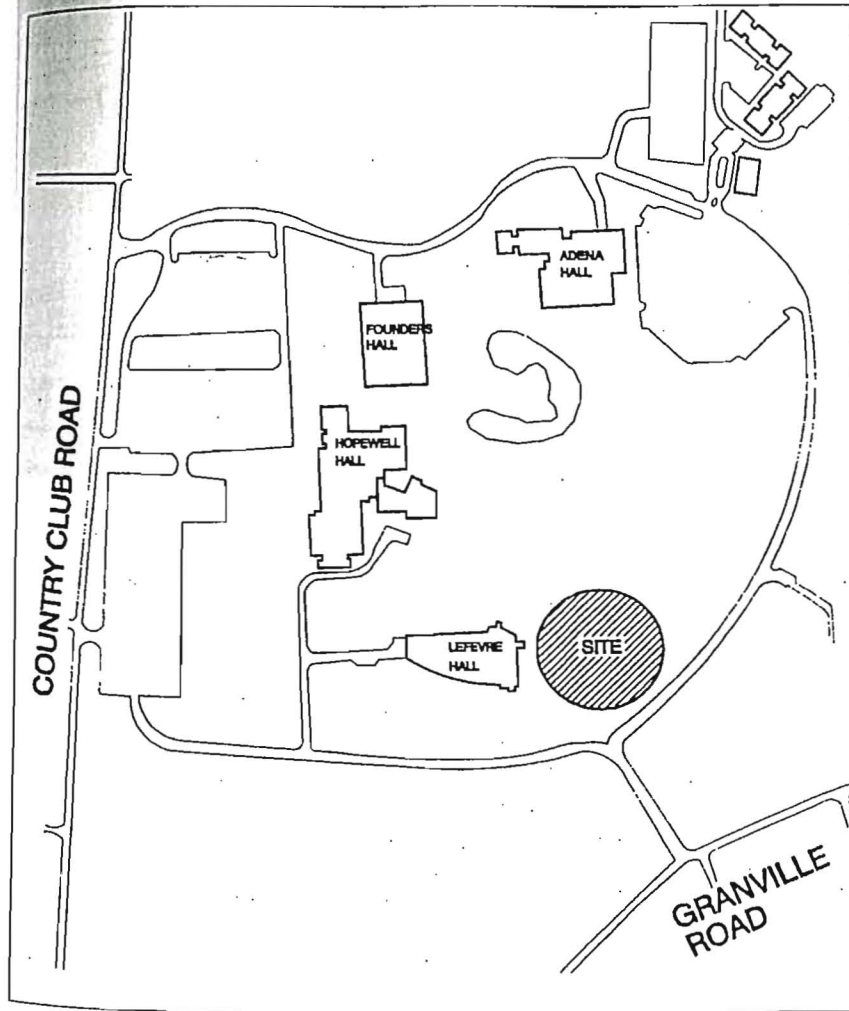 ADENA
HALL
FOUNDERS
HALL
COUNTRY CLUB ROAD
HOPEWELL
HALL
LEFEVRE
HALL
SITE
GRANVILLE
ROAD